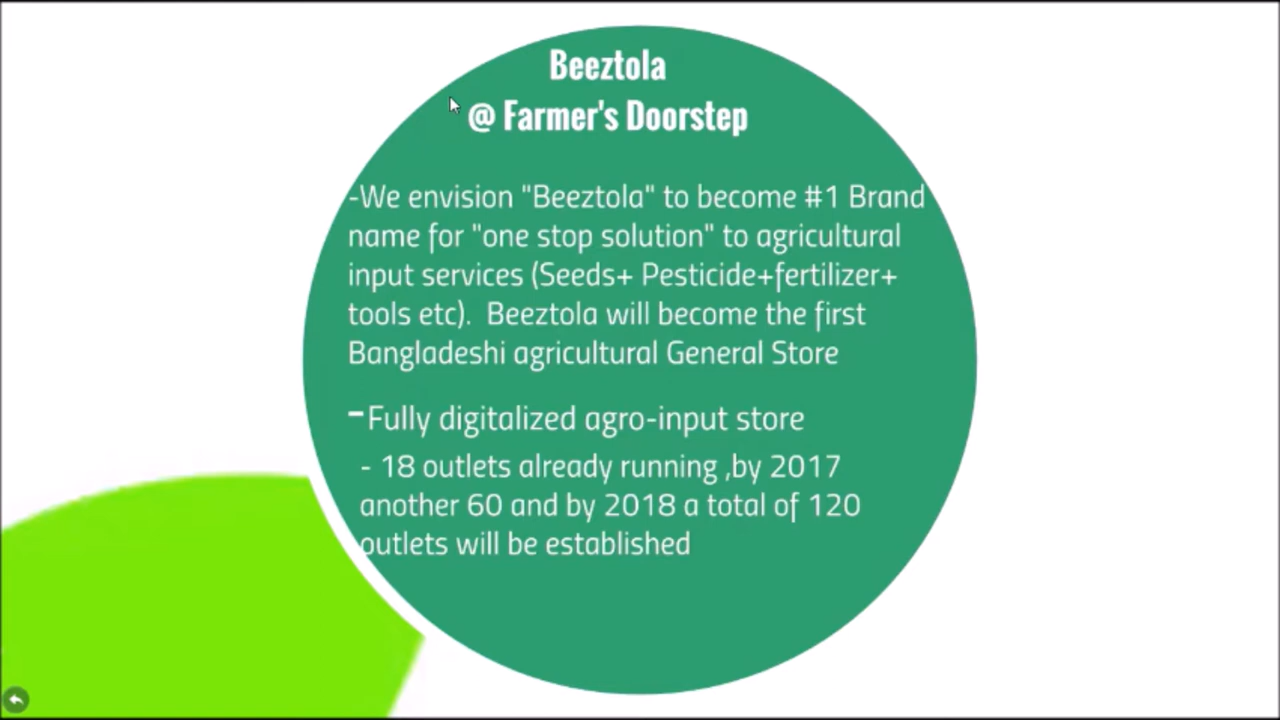 Beeztola
@ Farmer's Doorstep
-We envision "Beeztola" to become #1 Brand
name for "one stop solution" to agricultural
input services (Seeds+ Pesticide+fertilizer+
tools etc).  Beeztola will become the first
Bangladeshi agricultural General Store
-Fully digitalized agro-input store
- 18 outlets already running ,by 2017
another 60 and by 2018 a total of 120
outlets will be established